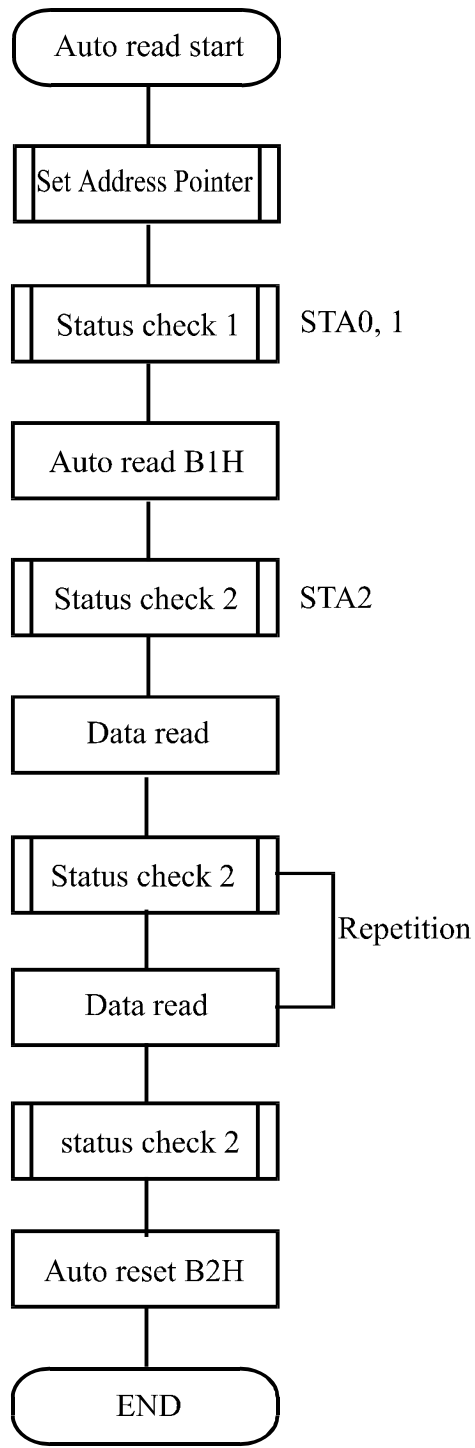 Auto read start
Set Address Pointer
Status check 1
STA0, 1
Auto read B1H
Status check 2
STA2
Data read
Status check 2
Repetition
Data read
status check 2
Auto reset B2H
END